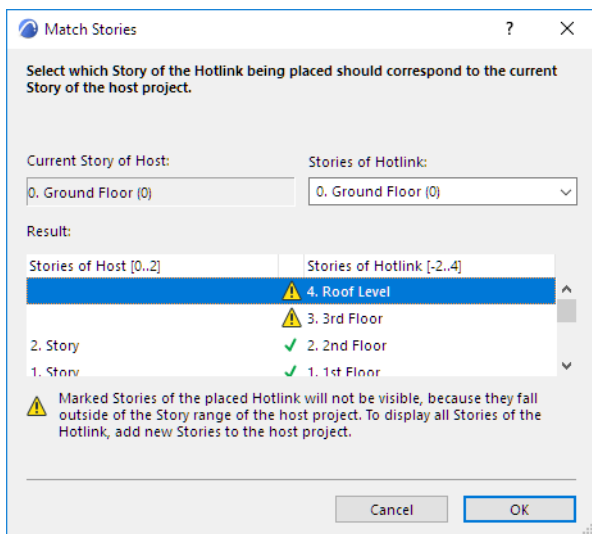 Match Stories
?
Select which Story of the Hotlink being placed should correspond to the current
Story of the host project.
Current Story of Host:
Stories of Hotlink:
0. Ground Floor (0)
0. Ground Floor (0)
Result:
Stories of Host [0..2]
Stories of Hotlink [-2..4]
4. Roof Level
3. 3rd Floor
2. Story
2. 2nd Floor
1. Story
1. 1st Floor
Marked Stories of the placed Hotlink will not be visible, because they fall
outside of the Story range of the host project. To display all Stories of the
Hotlink, add new Stories to the host project.
Cancel
OK